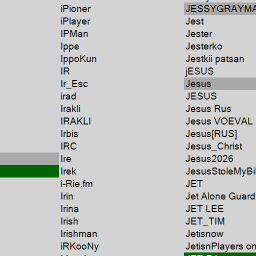 iPioner
iPlayer
IPMan
Ippe
IppoKun
IR
Ir_Esc
irad
Irakli
IRAKLI
Irbis
IRC
Ire
Irek
i-Rie.fm
Irin
Irina
Irish
Irishman
iRKooNy
JESSYGRAYMA
Jest
Jester
Jesterko
Jestkii patsan
jESUS
Jesus
JESUS
Jesus Rus
Jesus VOEVAL
Jesus[RUS]
Jesus_Christ
Jesus2026
JesusStoleMyBi
JET
Jet Alone Guard
JET LEE
JET_TIM
Jetisnow
JetisnPlayers on